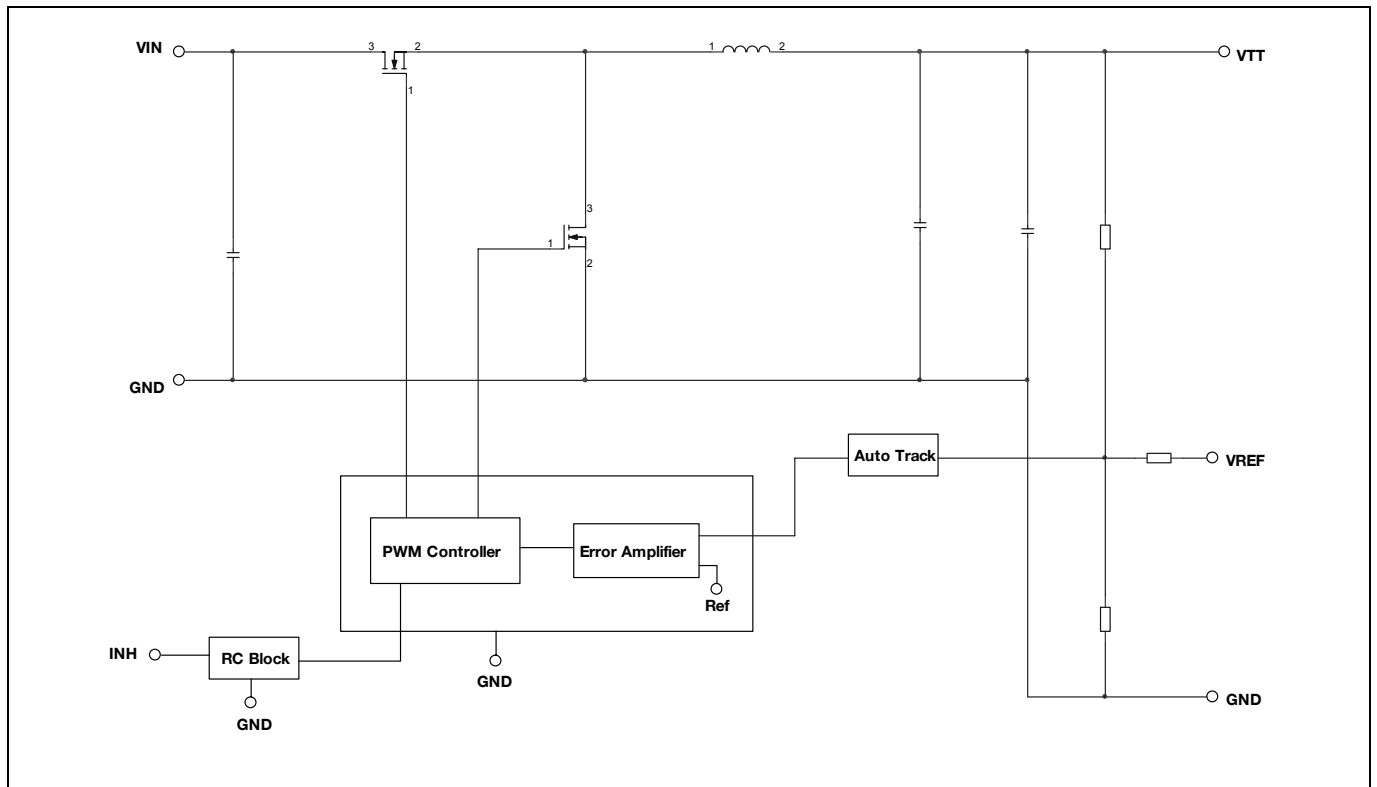 VIN
3
2
1
1
2
VTT
3
1
2
GND
Auto Track
VREF
PWM Controller
Error Amplifier
Ref
INH
RC Block
GND
GND
GND